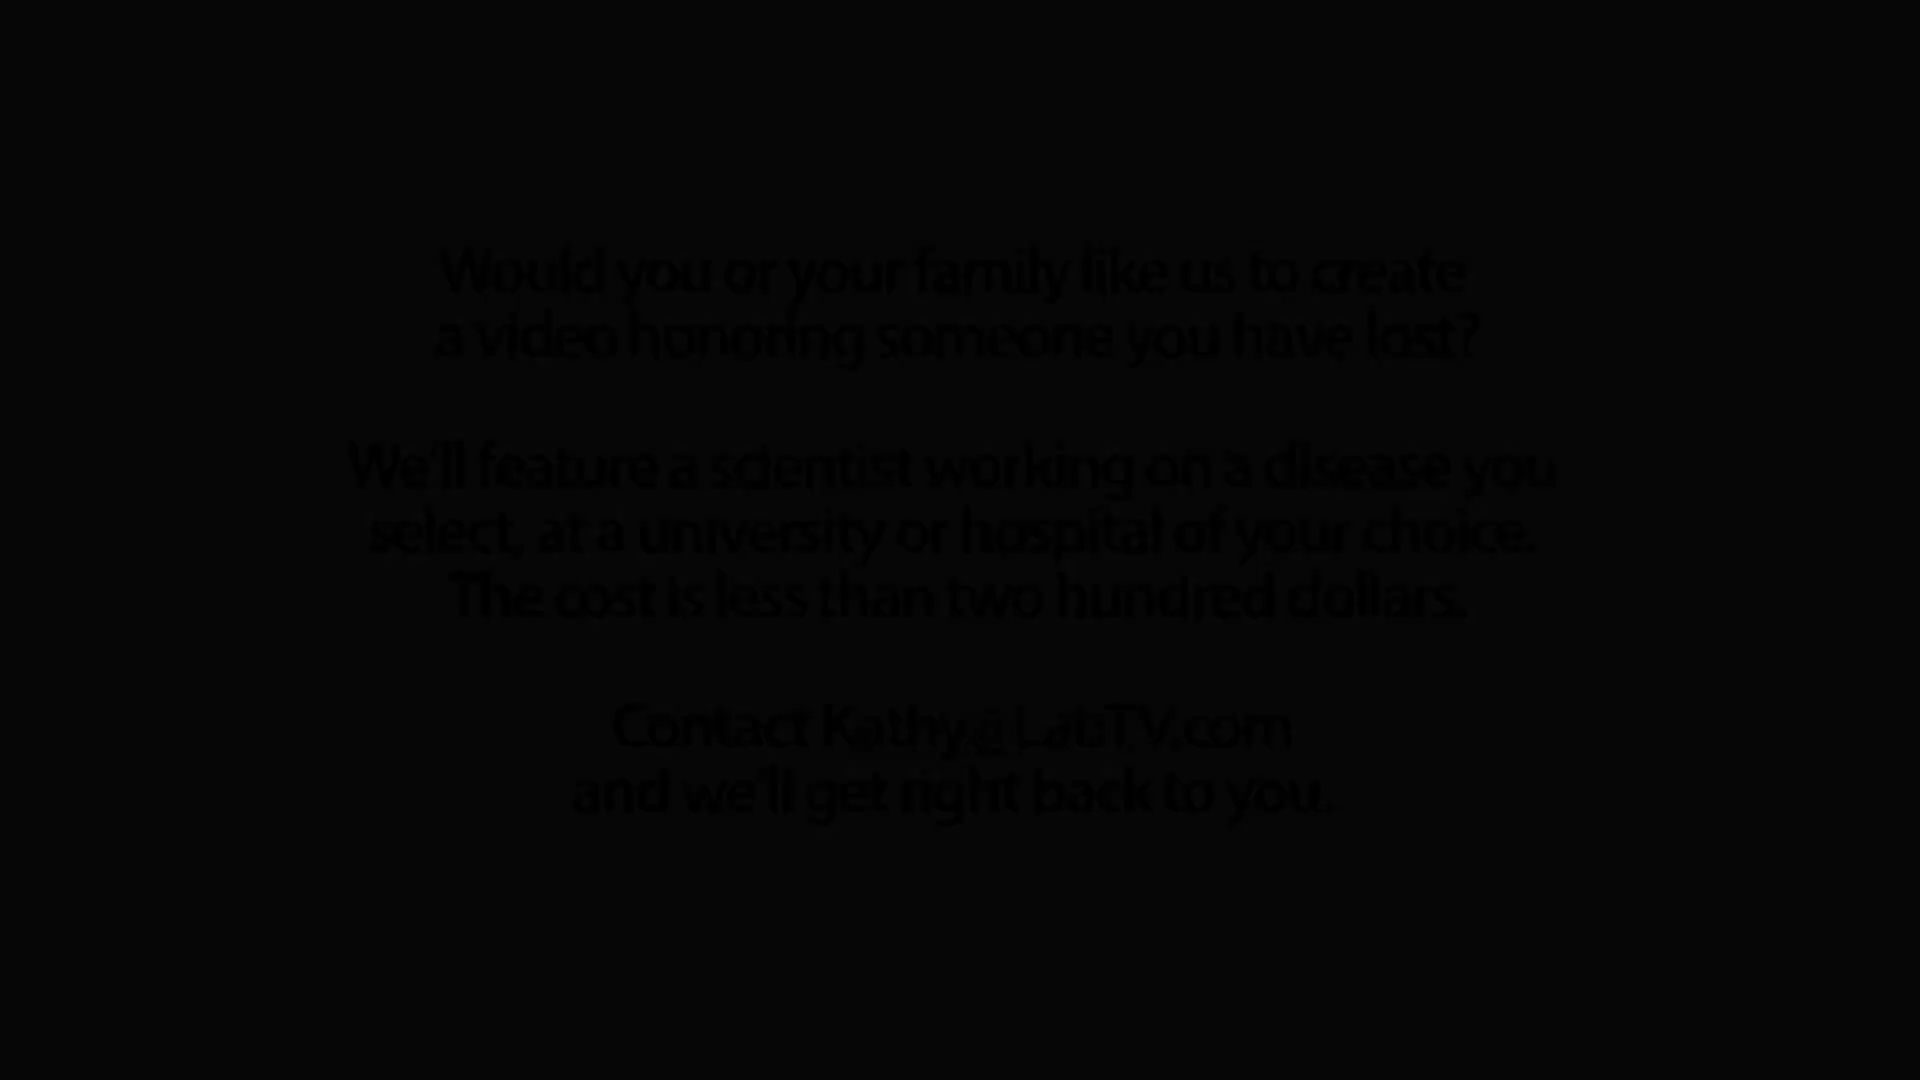 Would you or your family like us to create
a video honoring someone you have lost?
We'll feature a scientist working on a disease you
select, at a university or hospital of your choice.
The cost is less than two hundred dollars.
Contact Kathy@LabTV.com
and we'll get right back to you.